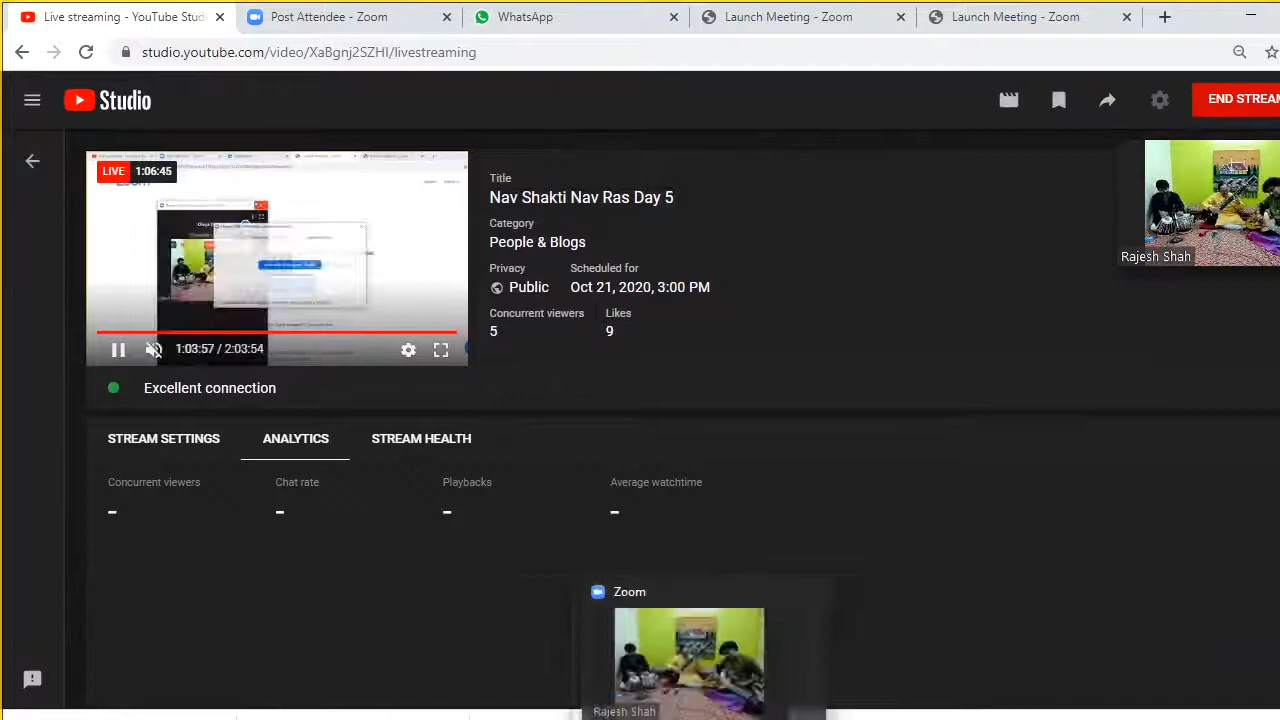 Live streaming - YouTube Stud
Post Attendee - Zoom
WhatsApp
Launch Meeting - Zoom
Launch Meeting - Zoom
studio.youtube.com/video/XaBgnj2SZHI/livestreaming
Studio
END STREA
LIVE 1:06:45
1:03:57 / 2:03:54
Excellent connection
Title
Nav Shakti Nav Ras Day 5
Category
People & Blogs
Privacy
Public
Scheduled for
Oct 21, 2020, 3:00 PM
Concurrent viewers
5
Likes
9
Rajesh Shah
STREAM SETTINGS
ANALYTICS
STREAM HEALTH
Concurrent viewers
–
Chat rate
–
Playbacks
–
Average watchtime
–
Zoom
Rajesh Shah